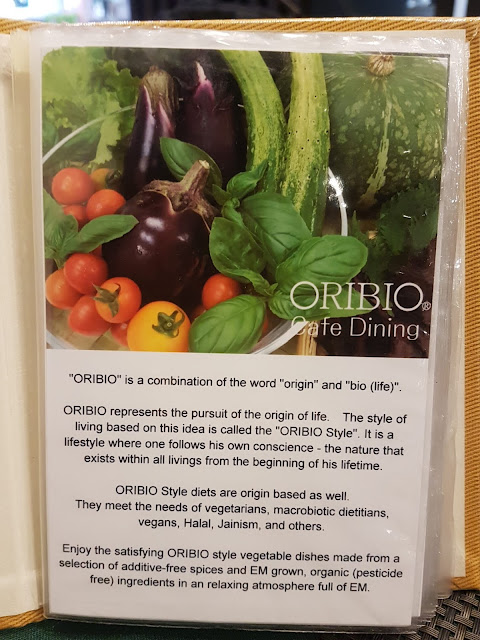 ORIBIO®
Cafe Dining
"ORIBIO" is a combination of the word "origin" and "bio (life)".
ORIBIO represents the pursuit of the origin of life. The style of
living based on this idea is called the "ORIBIO Style". It is a
lifestyle where one follows his own conscience - the nature that
exists within all livings from the beginning of his lifetime.
ORIBIO Style diets are origin based as well.
They meet the needs of vegetarians, macrobiotic dietitians,
vegans, Halal, Jainism, and others.
Enjoy the satisfying ORIBIO style vegetable dishes made from a
selection of additive-free spices and EM grown, organic (pesticide
free) ingredients in an relaxing atmosphere full of EM.